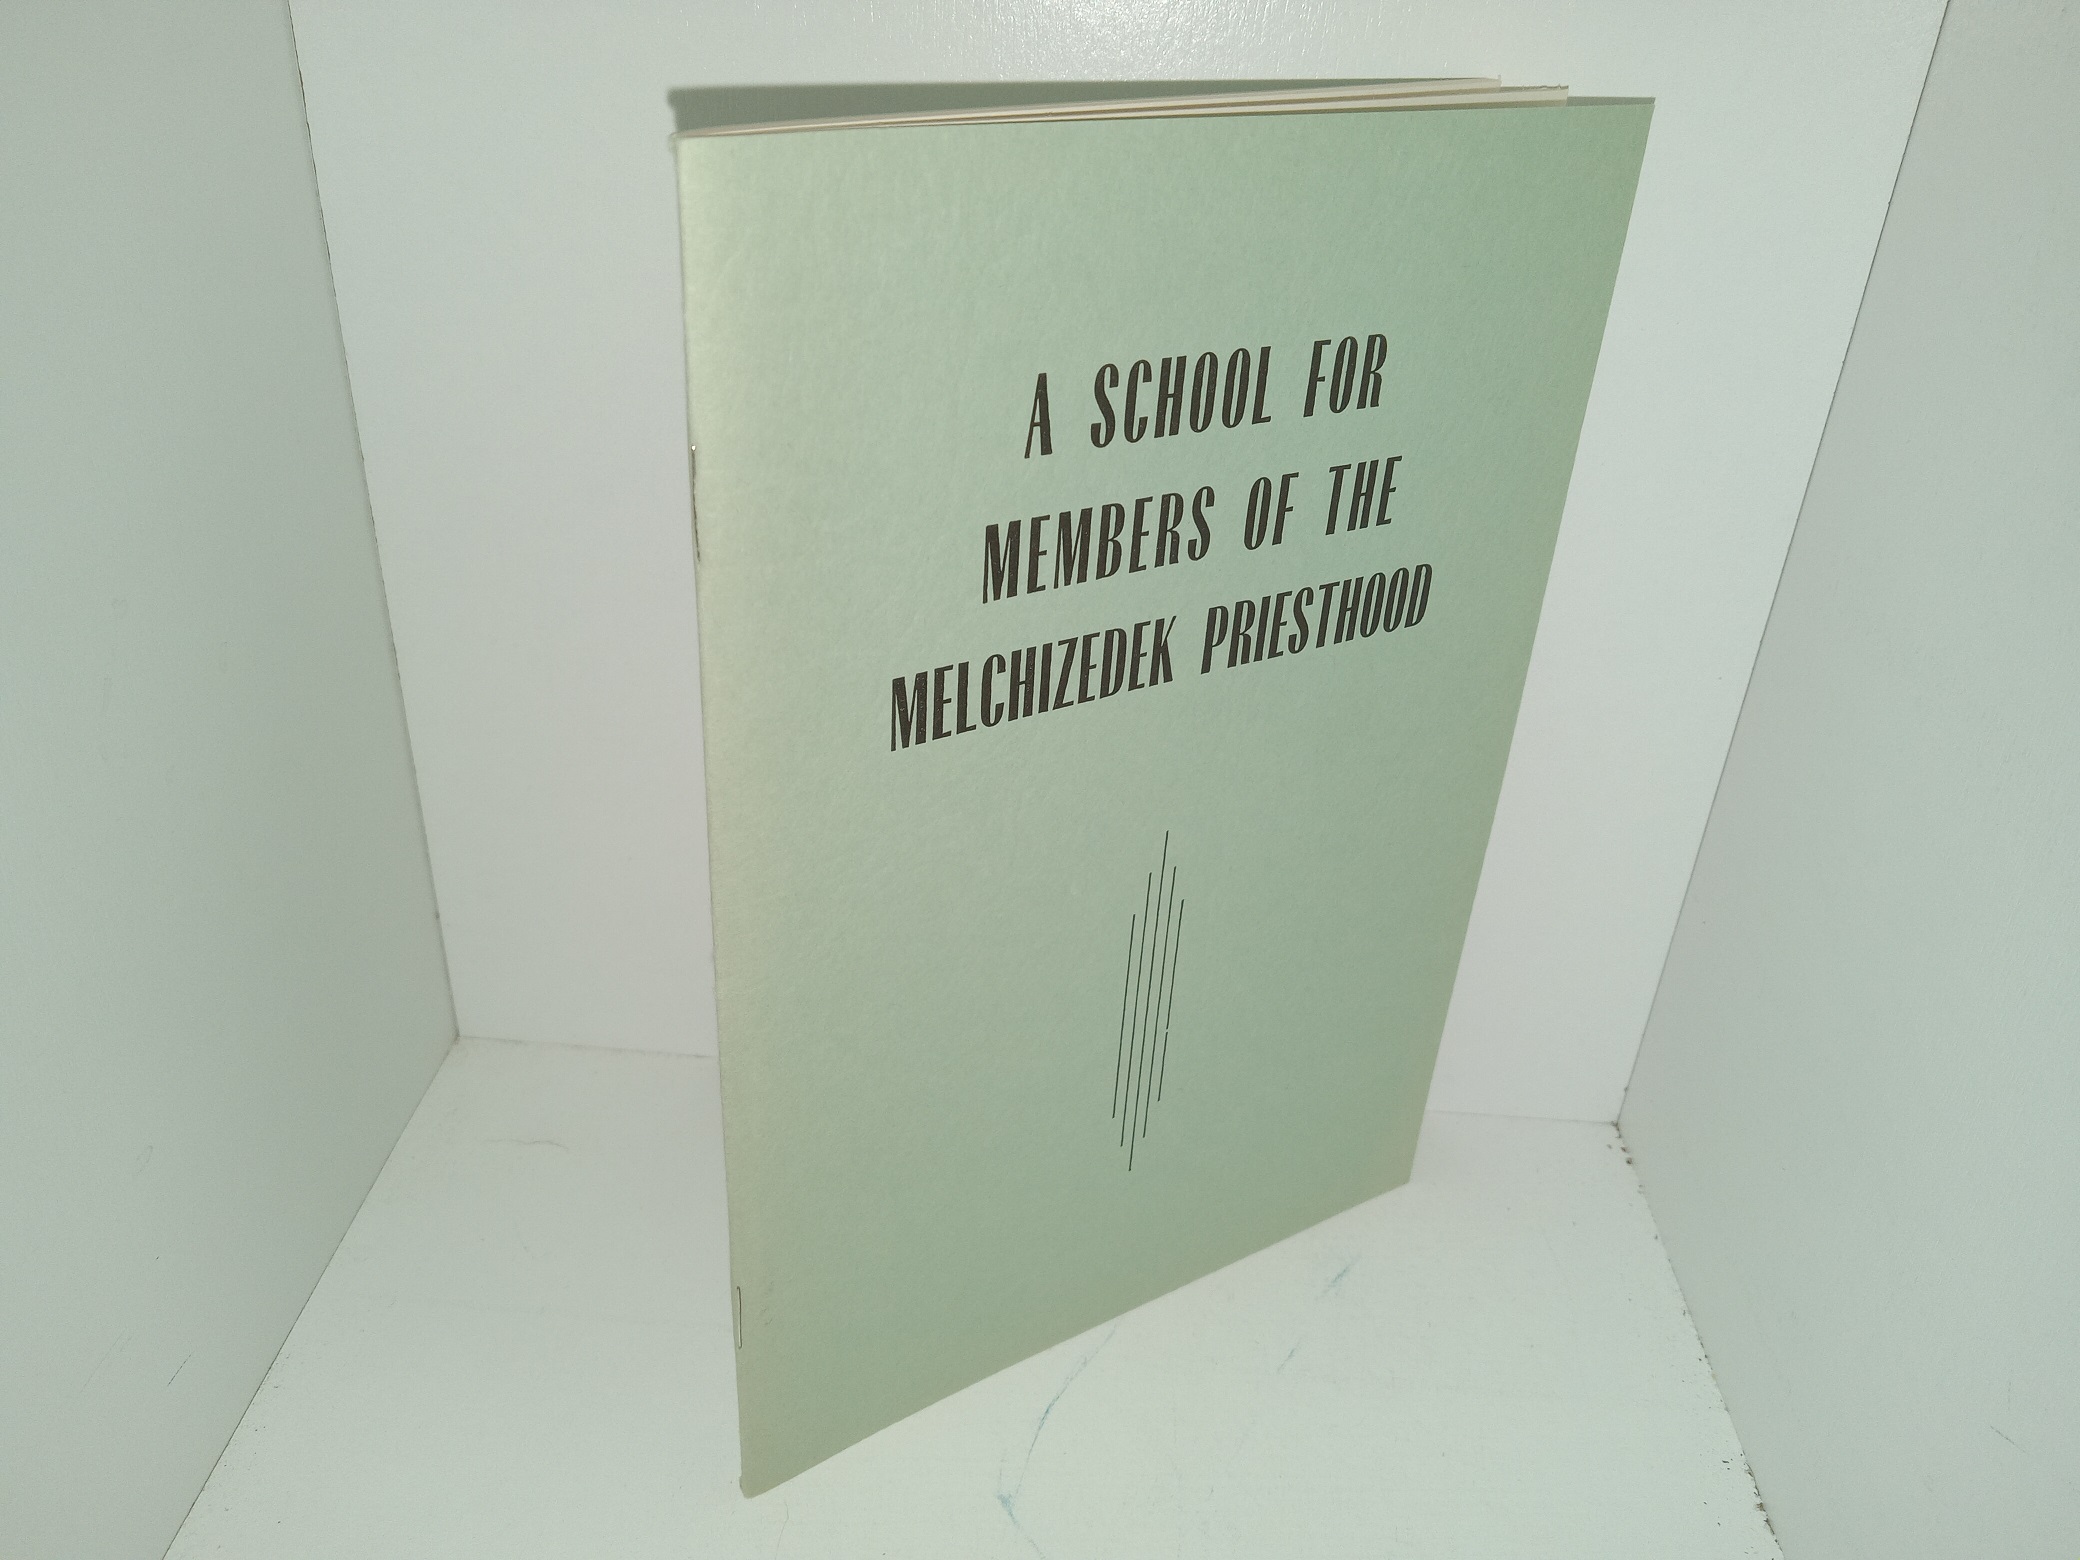 A SCHOOL FOR
MEMBERS OF THE
MELCHIZEDEK PRIESTHOOD